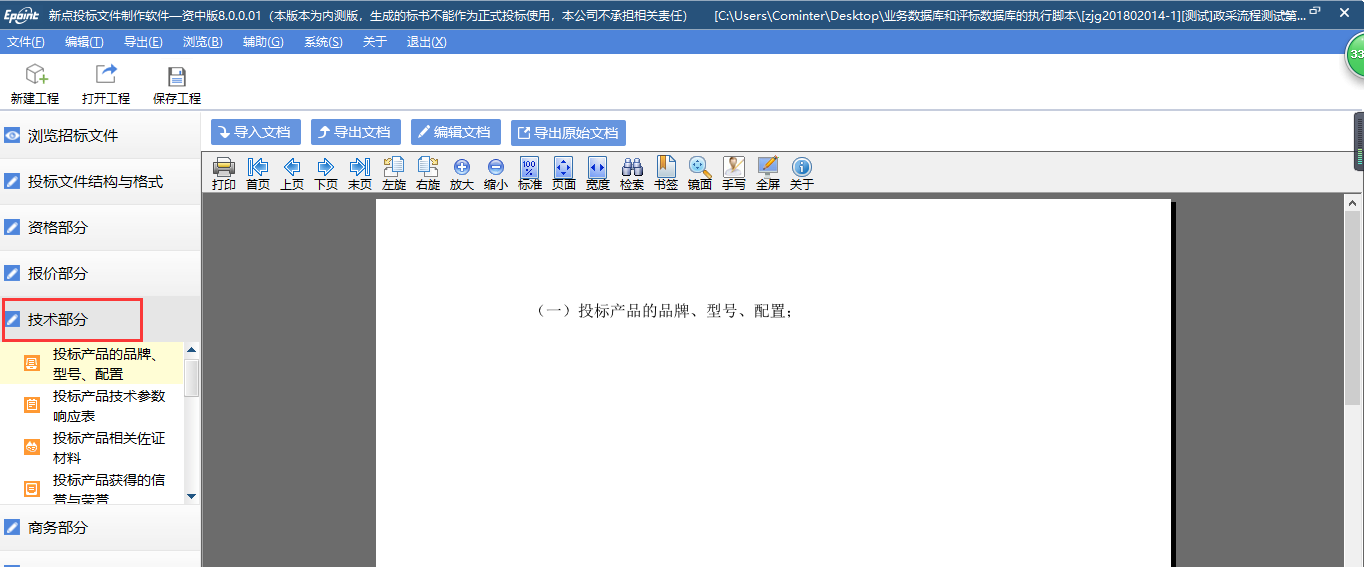 Epoint 新点投标文件制作软件—资中版8.0.0.01（本版本为内测版，生成的标书不能作为正式投标使用，本公司不承担相关责任） [C:\Users\Cominter\Desktop\业务数据库和评标数据库的执行脚本\[zjg201802014-1][测试]政采流程测试第...
文件(F) 编辑(T) 导出(E) 浏览(B) 辅助(G) 系统(S) 关于 退出(X)
33
新建工程 打开工程 保存工程
浏览招标文件
投标文件结构与格式
资格部分
报价部分
技术部分
投标产品的品牌、
型号、配置
投标产品技术参数
响应表
投标产品相关佐证
材料
投标产品获得的信
誉与荣誉
商务部分
导入文档 导出文档 编辑文档 导出原始文档
100
%
打印 首页 上页 下页 末页 左旋 右旋 放大 缩小 标准 页面 宽度 检索 书签 镜面 手写 全屏 关于
（一）投标产品的品牌、型号、配置；